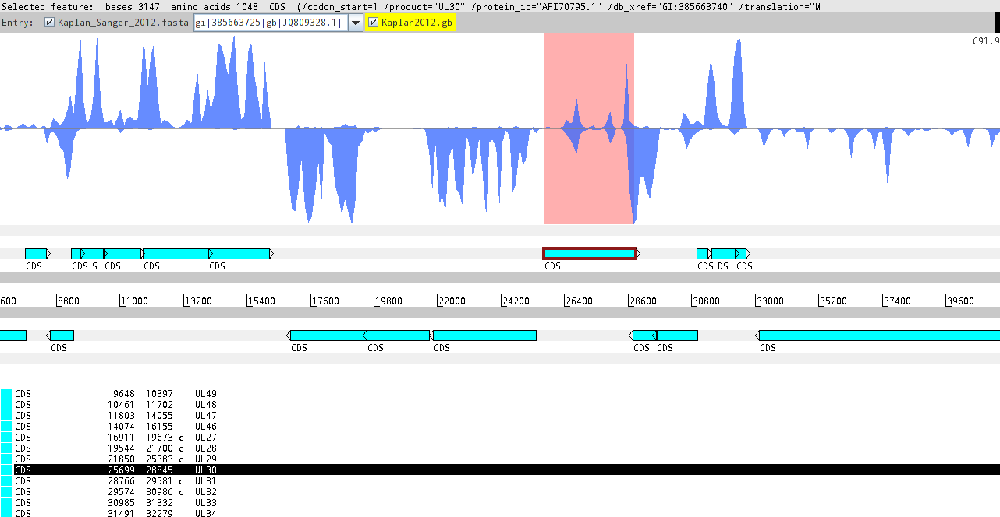 Selected feature:  bases 3147  amino acids 1048  CDS  (/codon_start=1 /product="UL30" /protein_id="AFI70795.1" /db_xref="GI:385663740" /translation="M
Entry: Kaplan_Sanger_2012.fasta gi|385663725|gb|JQ809328.1| Kaplan2012.gb
691.9
CDS CDS S CDS CDS CDS CDS CDS DS CDS
600 8800 11000 13200 15400 17600 19800 22000 24200 26400 28600 30800 33000 35200 37400 39600
CDS CDS CDS CDS CDS CDS CDS
CDS 9648 10397 UL49
CDS 10461 11702 UL48
CDS 11803 14055 UL47
CDS 14074 16155 UL46
CDS 16911 19673 c UL27
CDS 19544 21700 c UL28
CDS 21850 25383 c UL29
CDS 25699 28845 UL30
CDS 28766 29581 c UL31
CDS 29574 30986 c UL32
CDS 30985 31332 UL33
CDS 31491 32279 UL34